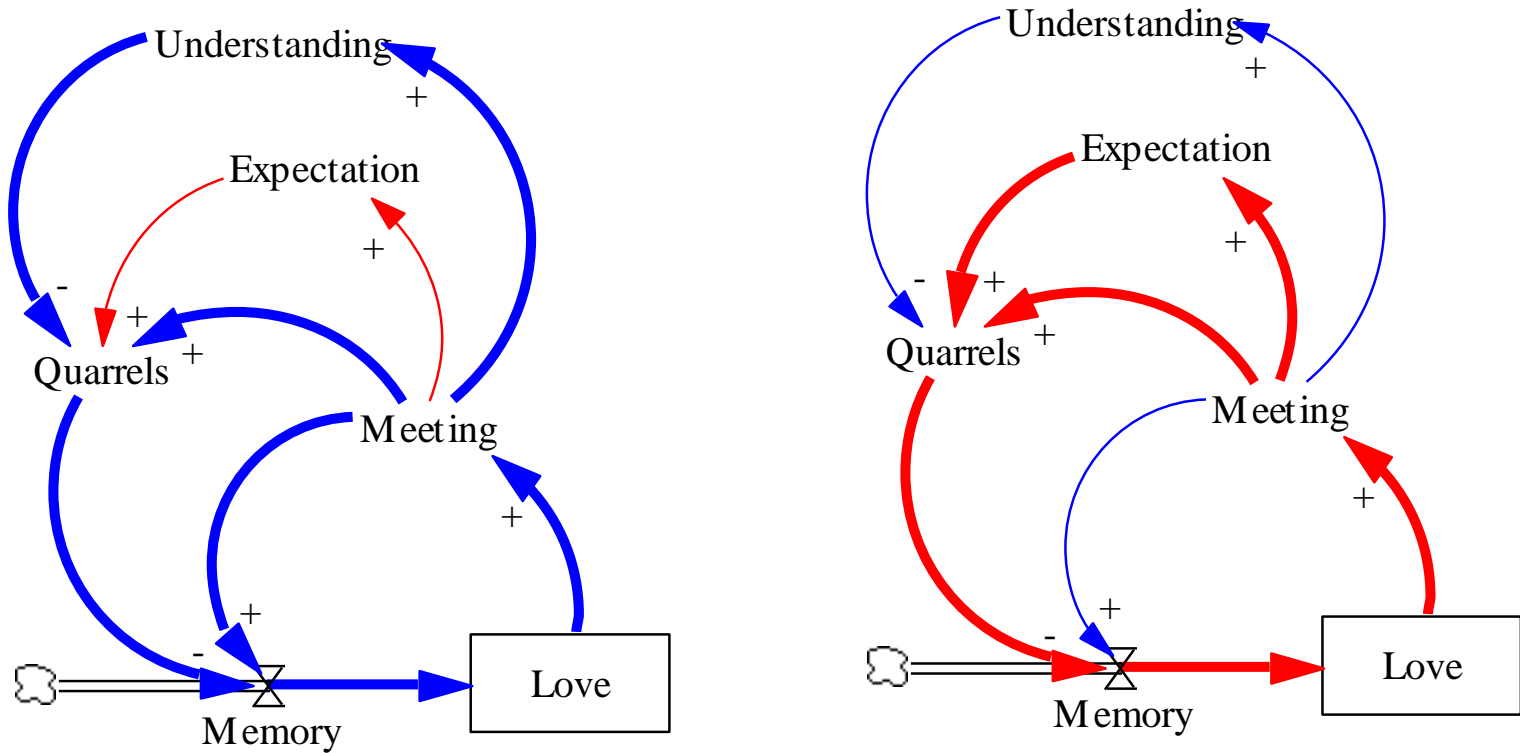 Understanding
+
Expectation
+
-
+
+
Quarrels
Meeting
+
+
-
Love
Memory
Understanding
+
Expectation
+
-
+
+
Quarrels
Meeting
+
+
-
Love
Memory